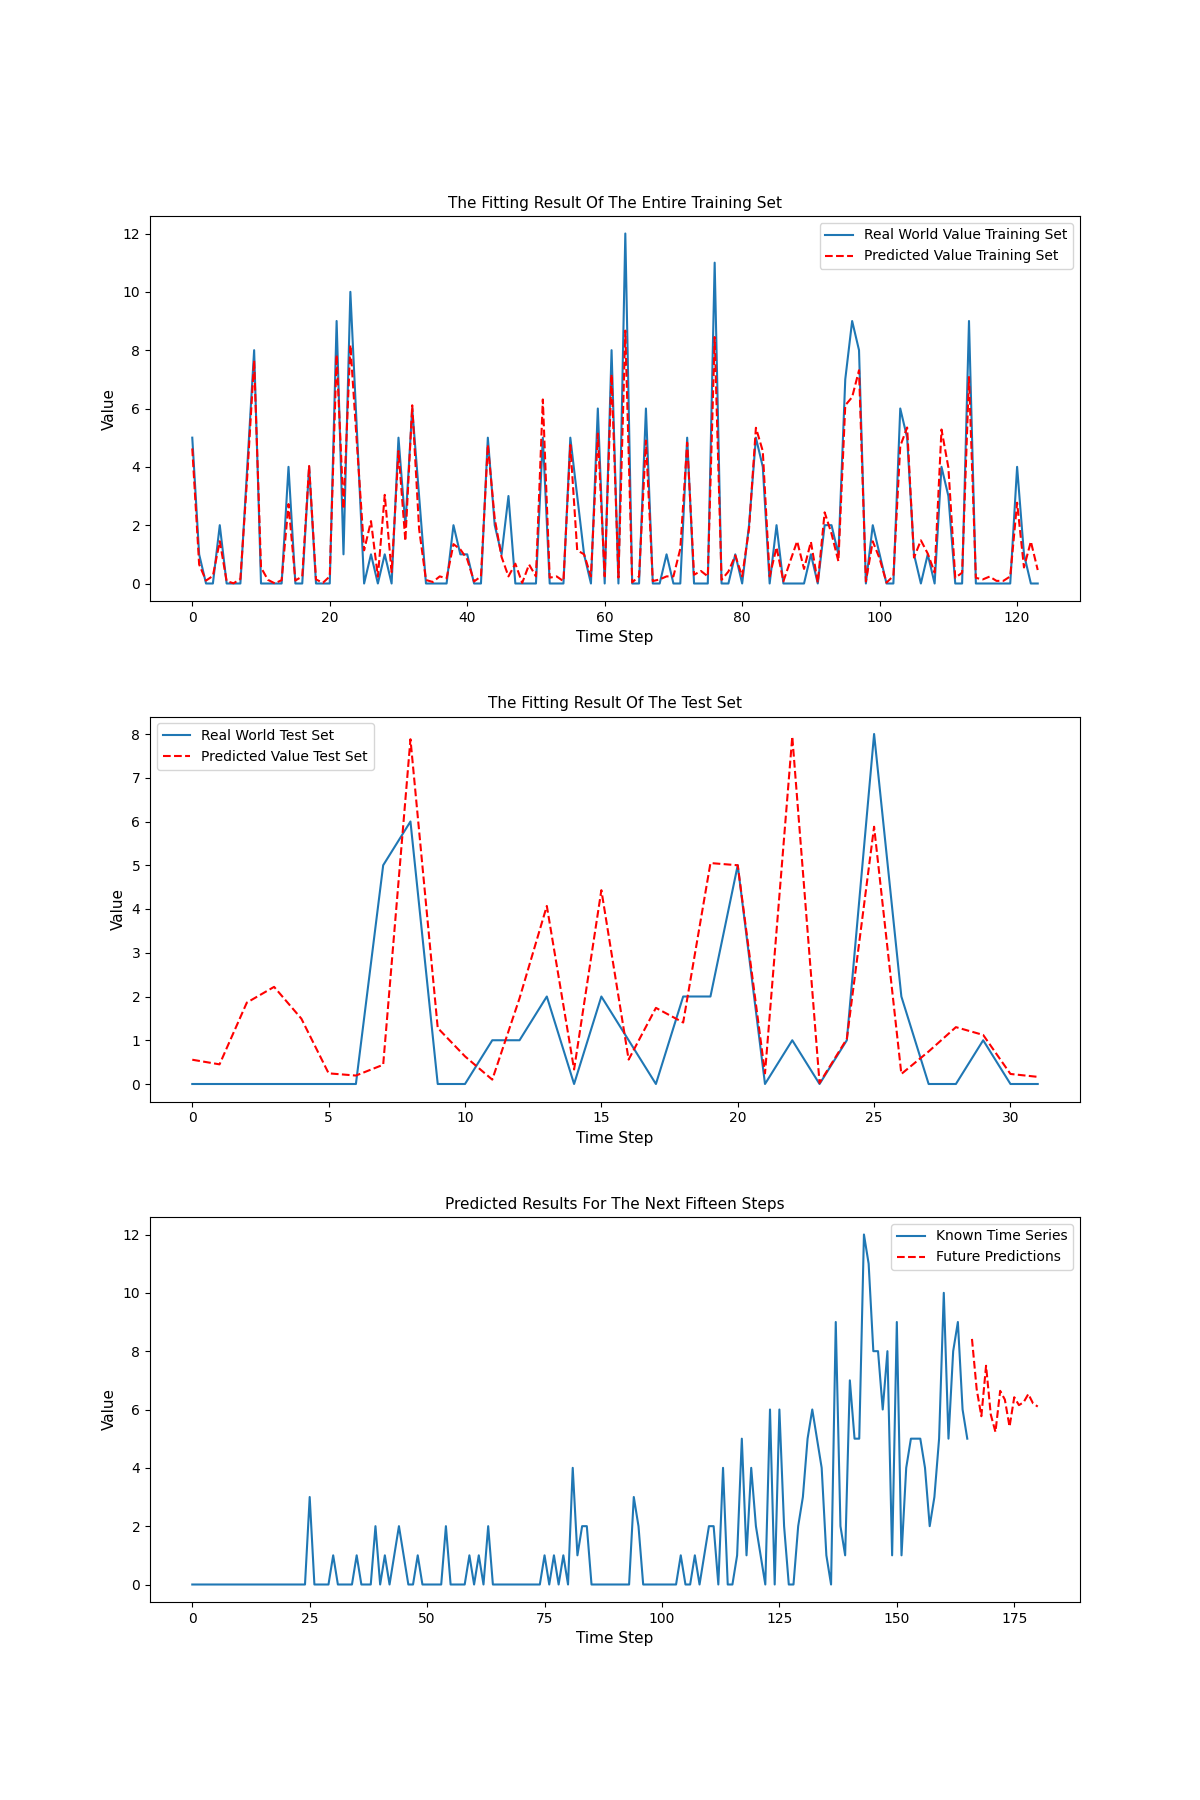 The Fitting Result Of The Entire Training Set
Real World Value Training Set
Predicted Value Training Set
Value
12
10
8
6
4
2
0
0 20 40 60 80 100 120
Time Step
The Fitting Result Of The Test Set
Real World Test Set
Predicted Value Test Set
Value
8
7
6
5
4
3
2
1
0
0 5 10 15 20 25 30
Time Step
Predicted Results For The Next Fifteen Steps
Known Time Series
Future Predictions
Value
12
10
8
6
4
2
0
0 25 50 75 100 125 150 175
Time Step